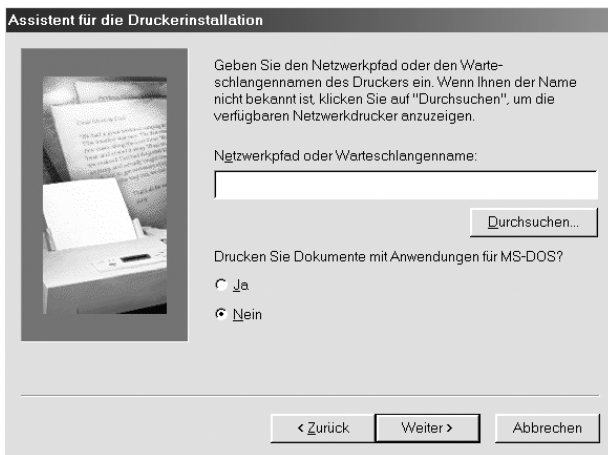 Assistent für die Druckerinstallation
Geben Sie den Netzwerkpfad oder den Warte-
schlangennamen des Druckers ein. Wenn Ihnen der Name
nicht bekannt ist, klicken Sie auf "Durchsuchen", um die
verfügbaren Netzwerkdrucker anzuzeigen.
Netzwerkpfad oder Warteschlangenname:
Durchsuchen...
Drucken Sie Dokumente mit Anwendungen für MS-DOS?
Ja
Nein
< Zurück
Weiter >
Abbrechen